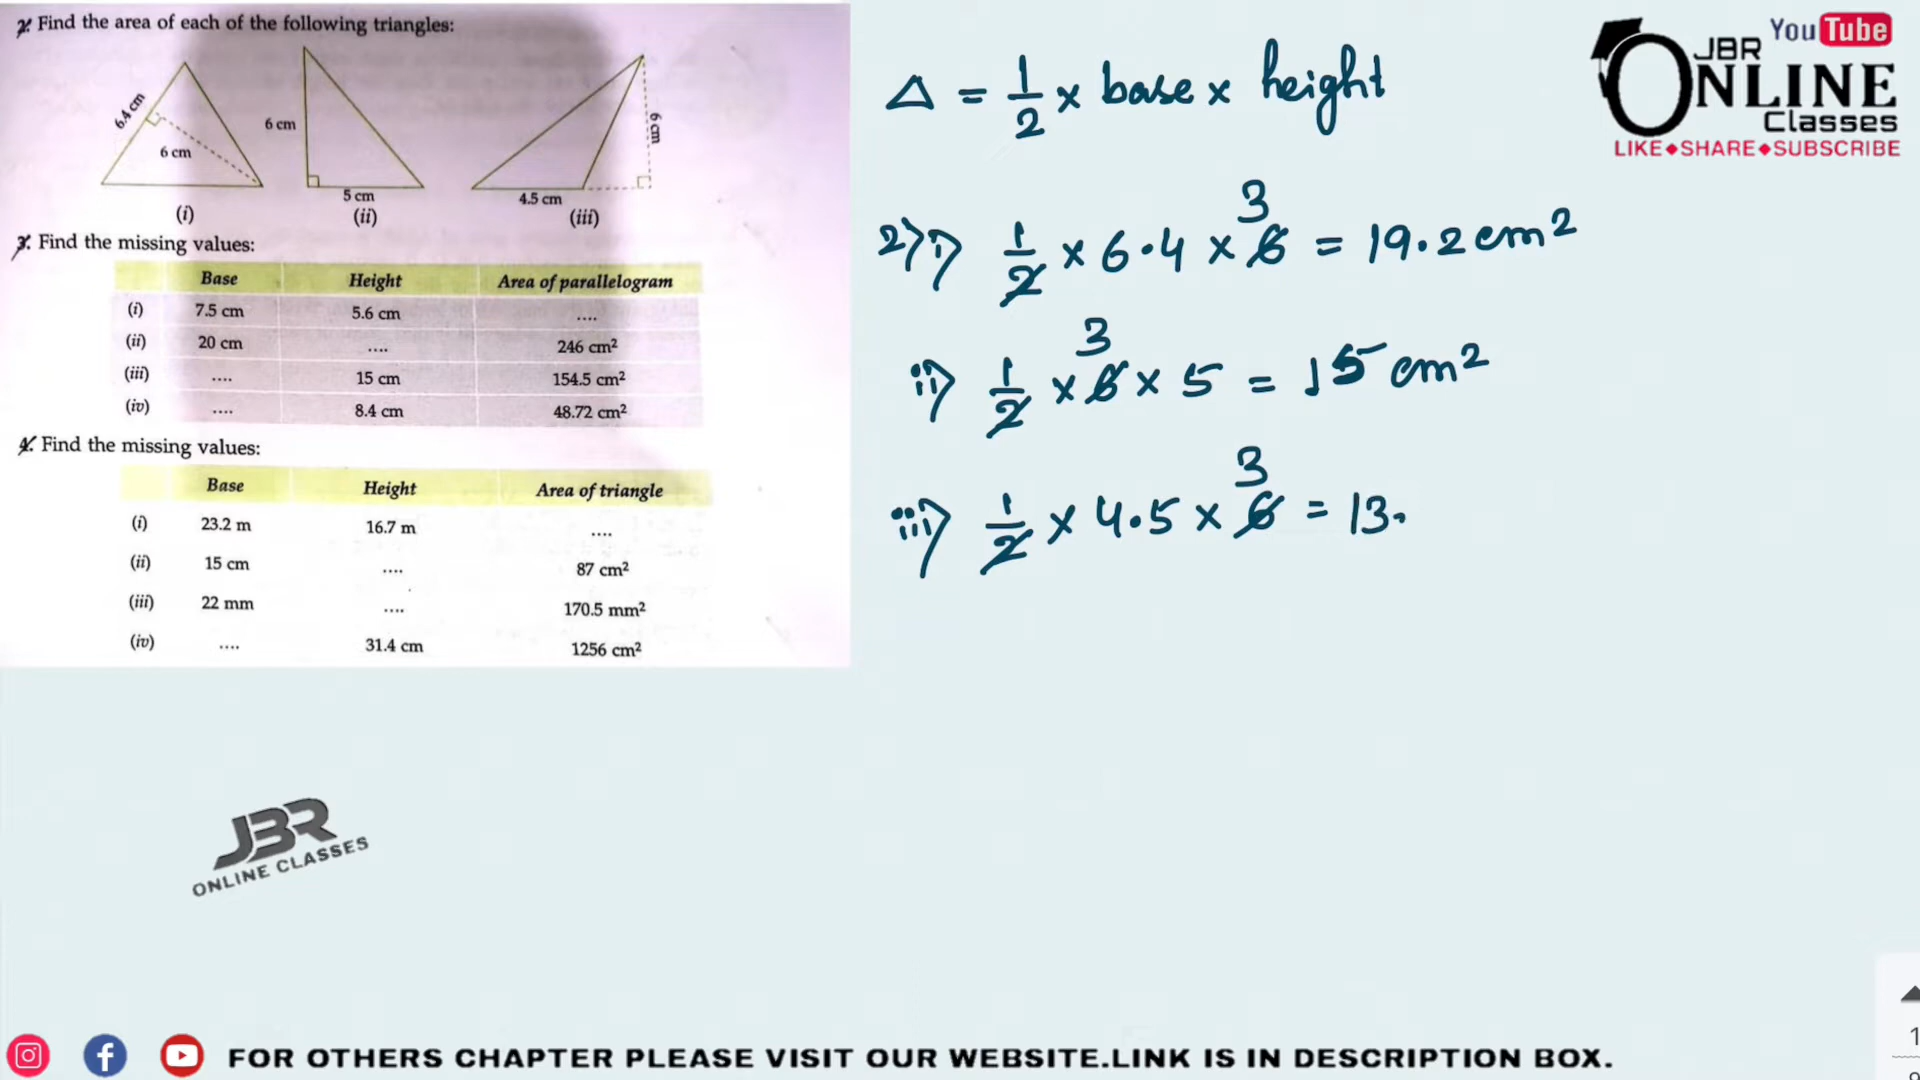 2. Find the area of each of the following triangles:
6.4 cm
6 cm
(i)
6 cm
5 cm
(ii)
6 cm
4.5 cm
(iii)
3. Find the missing values:
Base Height Area of parallelogram
(i) 7.5 cm 5.6 cm ....
(ii) 20 cm .... 246 cm²
(iii) .... 15 cm 154.5 cm²
(iv) .... 8.4 cm 48.72 cm²
4. Find the missing values:
Base Height Area of triangle
(i) 23.2 m 16.7 m ....
(ii) 15 cm .... 87 cm²
(iii) 22 mm .... 170.5 mm²
(iv) .... 31.4 cm 1256 cm²
Δ = 1/2 × base × height
3
2) i) 1/2 × 6.4 × 6 = 19.2 cm²
3
ii) 1/2 × 6 × 5 = 15 cm²
3
iii) 1/2 × 4.5 × 6 = 13.
YouTube
JBR
ONLINE
Classes
LIKE◆SHARE◆SUBSCRIBE
JBR
ONLINE CLASSES
FOR OTHERS CHAPTER PLEASE VISIT OUR WEBSITE.LINK IS IN DESCRIPTION BOX.
1